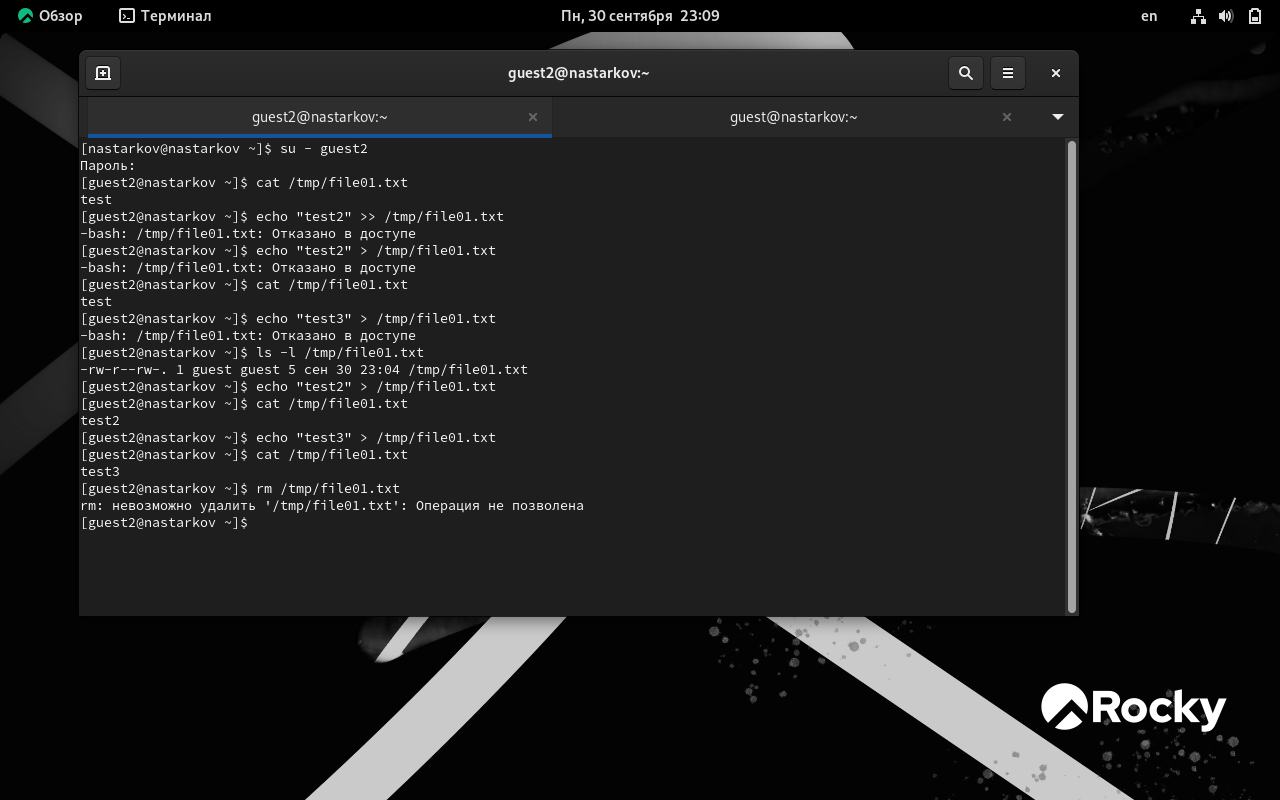 Обзор Терминал Пн, 30 сентября 23:09 en
guest2@nastarkov:~
guest2@nastarkov:~ guest@nastarkov:~
[nastarkov@nastarkov ~]$ su - guest2
Пароль:
[guest2@nastarkov ~]$ cat /tmp/file01.txt
test
[guest2@nastarkov ~]$ echo "test2" >> /tmp/file01.txt
-bash: /tmp/file01.txt: Отказано в доступе
[guest2@nastarkov ~]$ echo "test2" > /tmp/file01.txt
-bash: /tmp/file01.txt: Отказано в доступе
[guest2@nastarkov ~]$ cat /tmp/file01.txt
test
[guest2@nastarkov ~]$ echo "test3" > /tmp/file01.txt
-bash: /tmp/file01.txt: Отказано в доступе
[guest2@nastarkov ~]$ ls -l /tmp/file01.txt
-rw-r--rw-. 1 guest guest 5 сен 30 23:04 /tmp/file01.txt
[guest2@nastarkov ~]$ echo "test2" > /tmp/file01.txt
[guest2@nastarkov ~]$ cat /tmp/file01.txt
test2
[guest2@nastarkov ~]$ echo "test3" > /tmp/file01.txt
[guest2@nastarkov ~]$ cat /tmp/file01.txt
test3
[guest2@nastarkov ~]$ rm /tmp/file01.txt
rm: невозможно удалить '/tmp/file01.txt': Операция не позволена
[guest2@nastarkov ~]$
Rocky